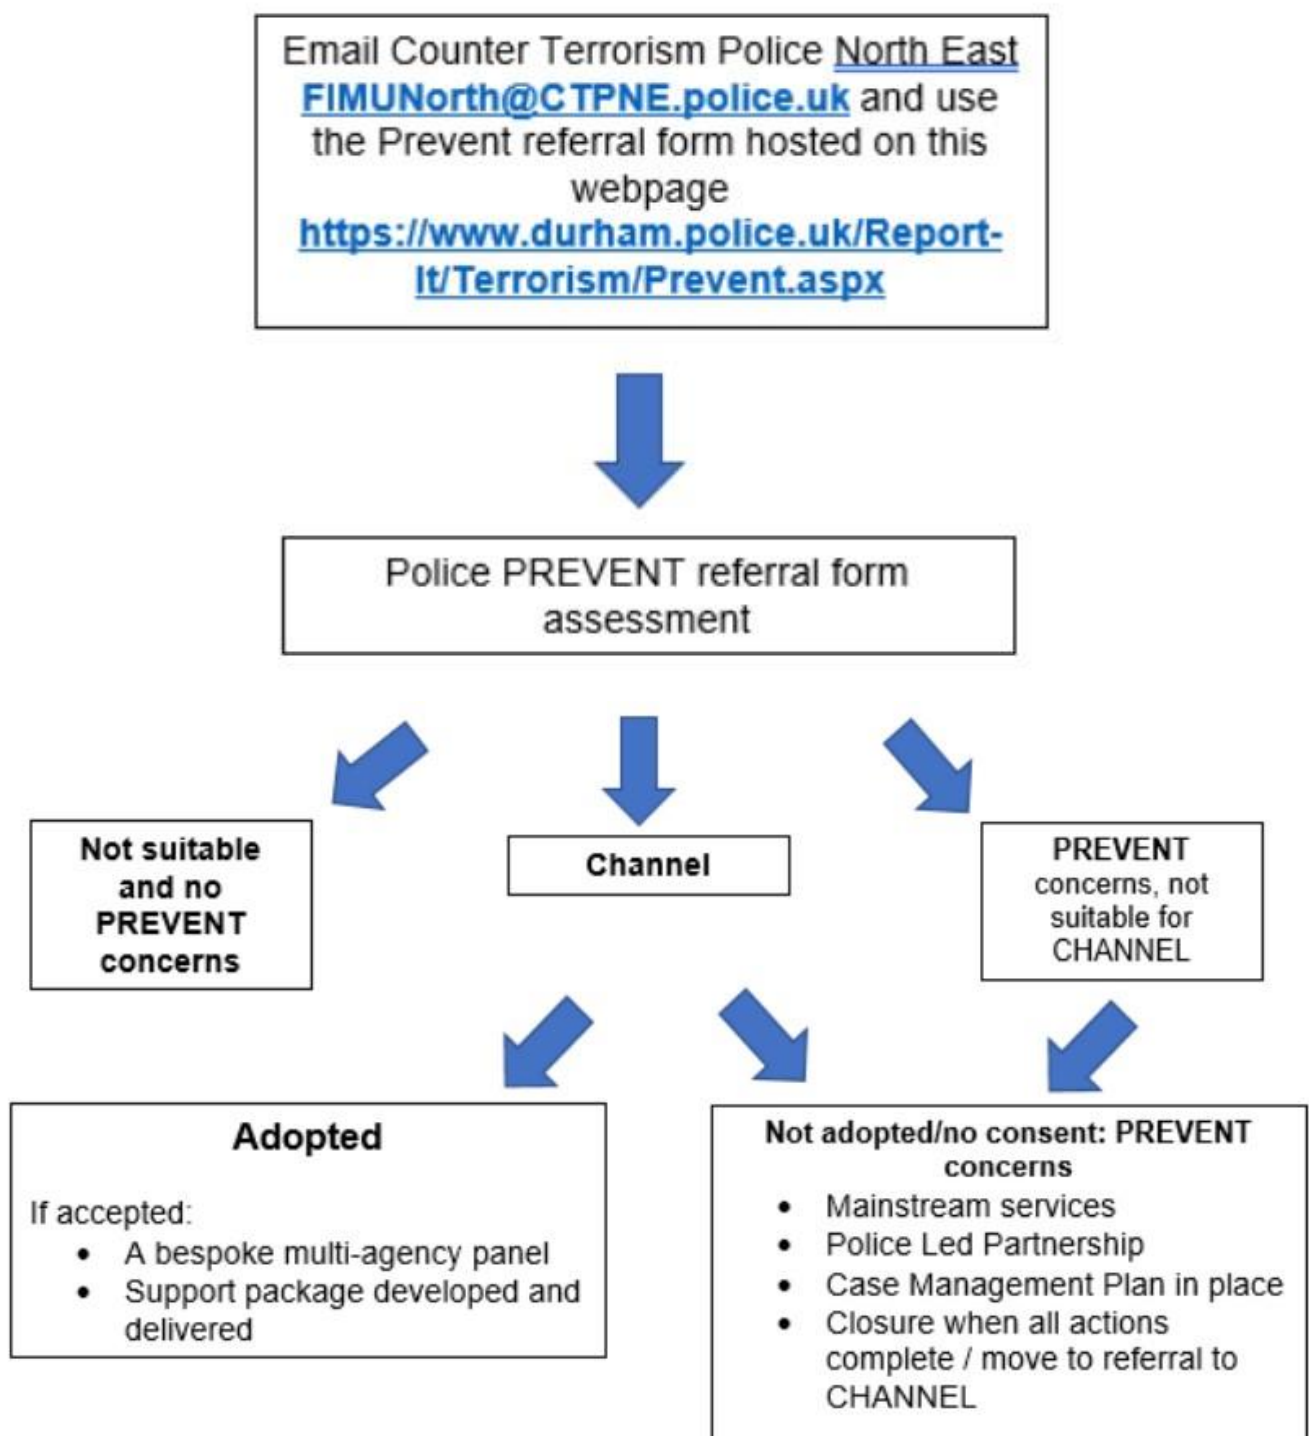 Email Counter Terrorism Police North East
FIMUNorth@CTPNE.police.uk and use
the Prevent referral form hosted on this
webpage
https://www.durham.police.uk/Report-
It/Terrorism/Prevent.aspx
Police PREVENT referral form
assessment
Not suitable
and no
PREVENT
concerns
Channel
PREVENT
concerns, not
suitable for
CHANNEL
Adopted
If accepted:
• A bespoke multi-agency panel
• Support package developed and
delivered
Not adopted/no consent: PREVENT
concerns
• Mainstream services
• Police Led Partnership
• Case Management Plan in place
• Closure when all actions
complete / move to referral to
CHANNEL